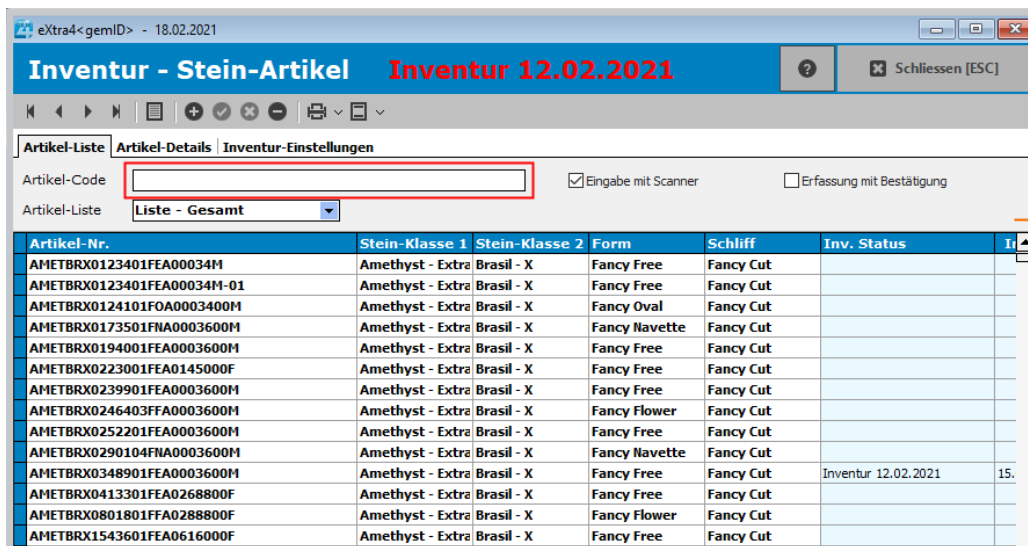 eXtra4<gemID> - 18.02.2021
Inventur - Stein-Artikel Inventur 12.02.2021 Schliessen [ESC]
Artikel-Liste Artikel-Details Inventur-Einstellungen
Artikel-Code Eingabe mit Scanner Erfassung mit Bestätigung
Artikel-Liste Liste - Gesamt
Artikel-Nr. Stein-Klasse 1 Stein-Klasse 2 Form Schliff Inv. Status
AMETBRX0123401FEA00034M Amethyst - Extra Brasil - X Fancy Free Fancy Cut
AMETBRX0123401FEA00034M-01 Amethyst - Extra Brasil - X Fancy Free Fancy Cut
AMETBRX0124101FOA0003400M Amethyst - Extra Brasil - X Fancy Oval Fancy Cut
AMETBRX0173501FNA0003600M Amethyst - Extra Brasil - X Fancy Navette Fancy Cut
AMETBRX0194001FEA0003600M Amethyst - Extra Brasil - X Fancy Free Fancy Cut
AMETBRX0223001FEA0145000F Amethyst - Extra Brasil - X Fancy Free Fancy Cut
AMETBRX0239901FEA0003600M Amethyst - Extra Brasil - X Fancy Free Fancy Cut
AMETBRX0246403FFA0003600M Amethyst - Extra Brasil - X Fancy Flower Fancy Cut
AMETBRX0252201FEA0003600M Amethyst - Extra Brasil - X Fancy Free Fancy Cut
AMETBRX0290104FNA0003600M Amethyst - Extra Brasil - X Fancy Navette Fancy Cut
AMETBRX0348901FEA0003600M Amethyst - Extra Brasil - X Fancy Free Fancy Cut Inventur 12.02.2021 15.
AMETBRX0413301FEA0268800F Amethyst - Extra Brasil - X Fancy Free Fancy Cut
AMETBRX0801801FFA0288800F Amethyst - Extra Brasil - X Fancy Flower Fancy Cut
AMETBRX1543601FEA0616000F Amethyst - Extra Brasil - X Fancy Free Fancy Cut